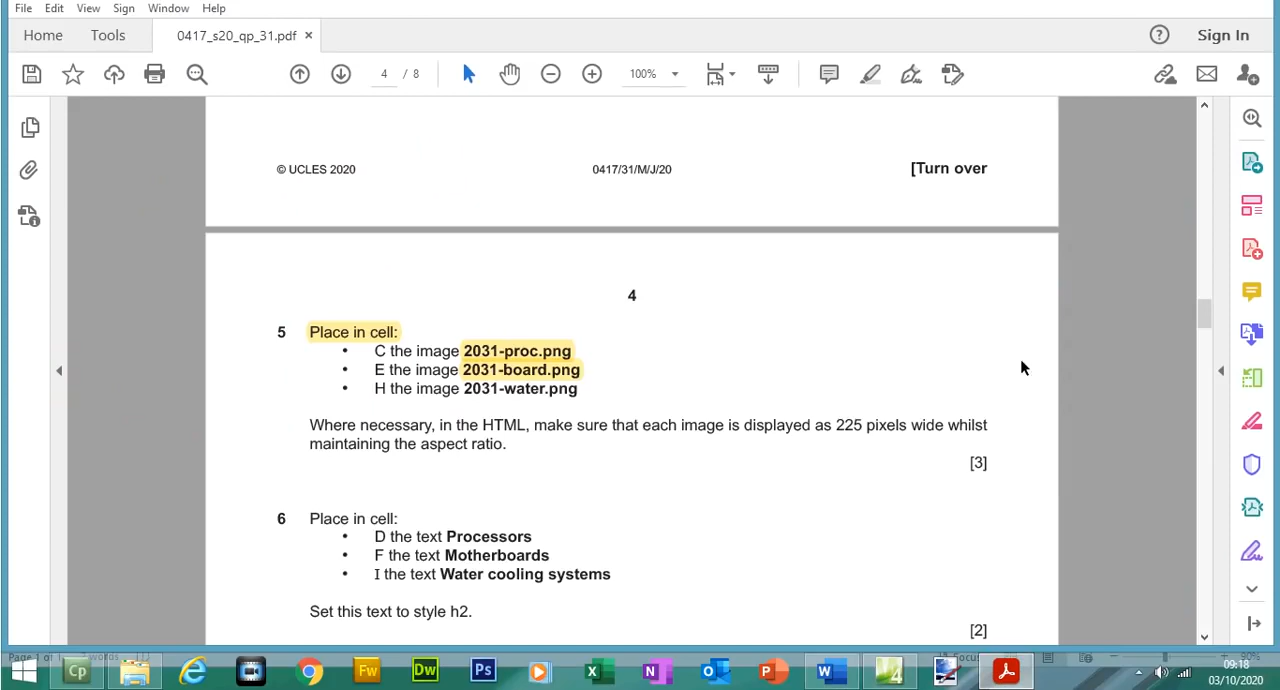 File Edit View Sign Window Help
Home Tools 0417_s20_qp_31.pdf × Sign In
4 / 8 100%
© UCLES 2020 0417/31/M/J/20 [Turn over
4
5 Place in cell:
• C the image 2031-proc.png
• E the image 2031-board.png
• H the image 2031-water.png
Where necessary, in the HTML, make sure that each image is displayed as 225 pixels wide whilst
maintaining the aspect ratio.
[3]
6 Place in cell:
• D the text Processors
• F the text Motherboards
• I the text Water cooling systems
Set this text to style h2.
[2]
Cp Fw Dw Ps 09:18
03/10/2020